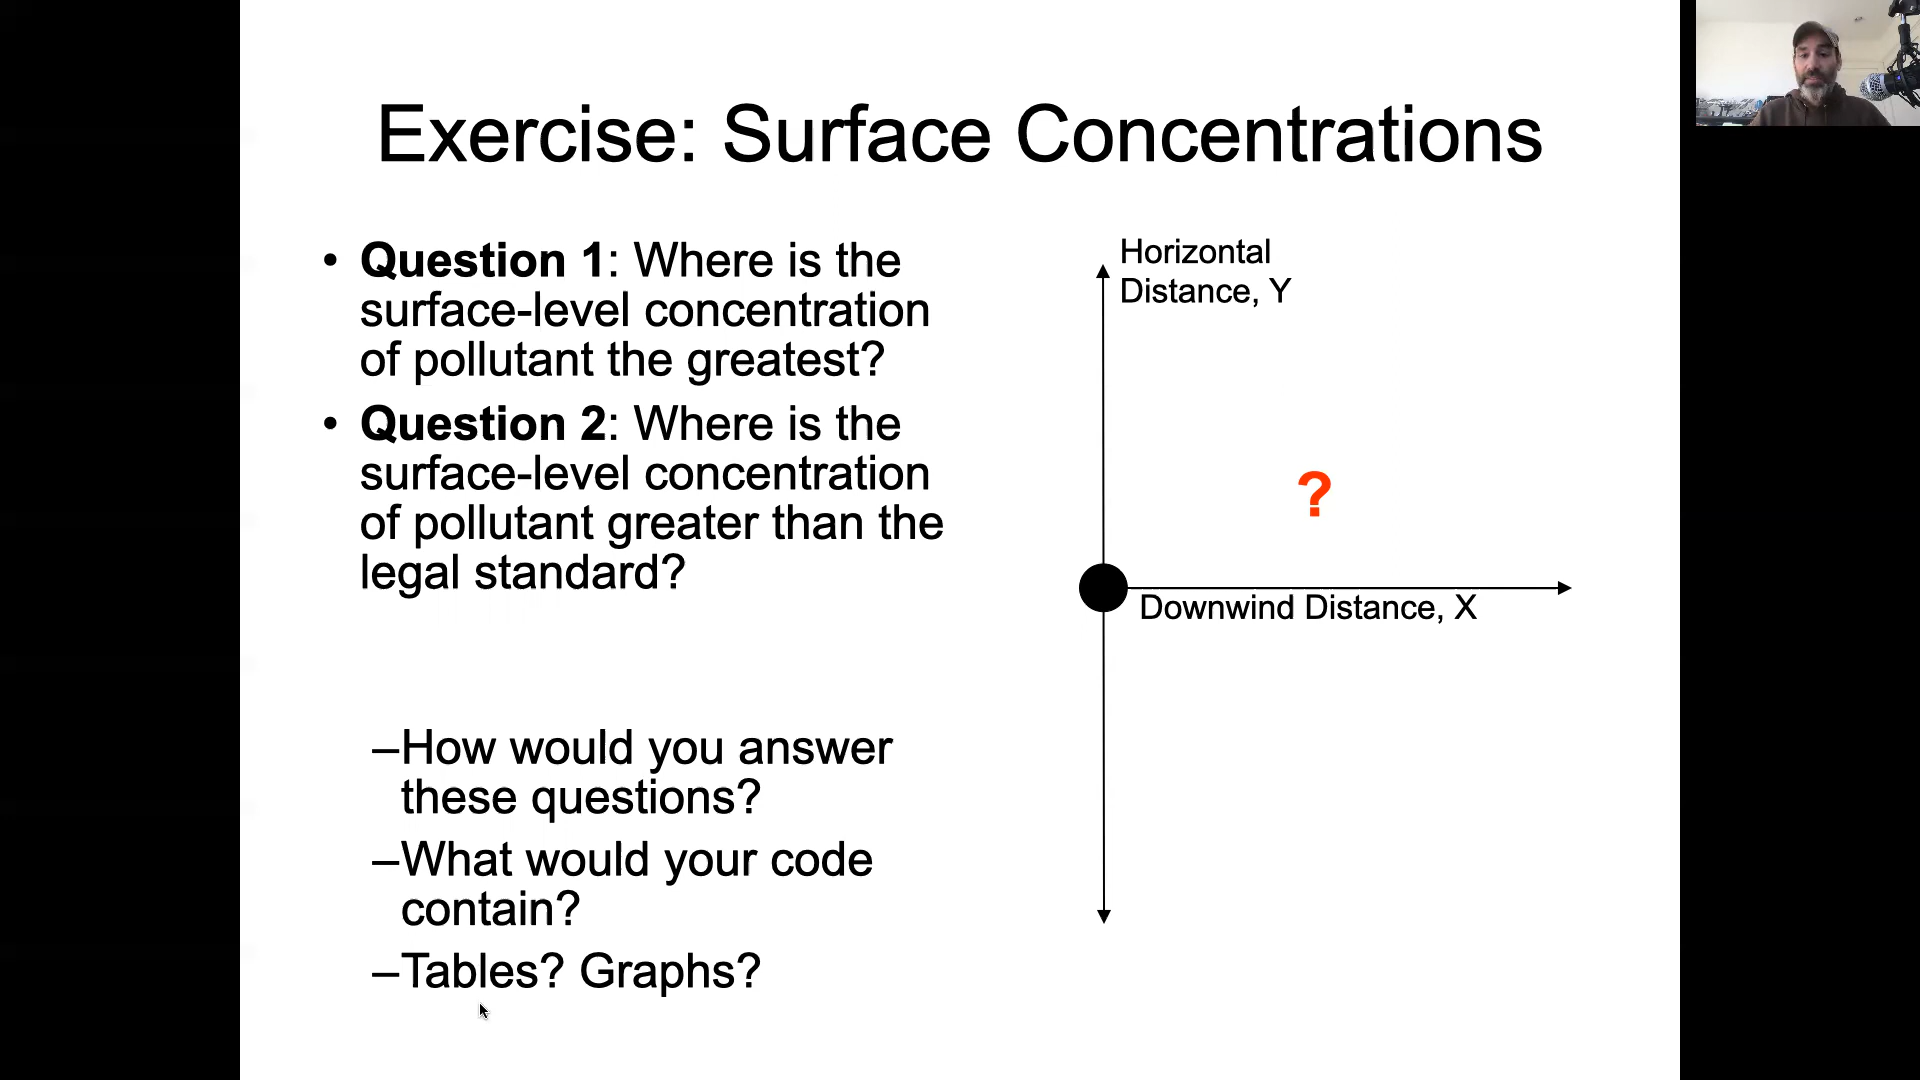 Exercise: Surface Concentrations
• Question 1: Where is the
surface-level concentration
of pollutant the greatest?
• Question 2: Where is the
surface-level concentration
of pollutant greater than the
legal standard?
–How would you answer
these questions?
–What would your code
contain?
–Tables? Graphs?
Horizontal
Distance, Y
?
Downwind Distance, X